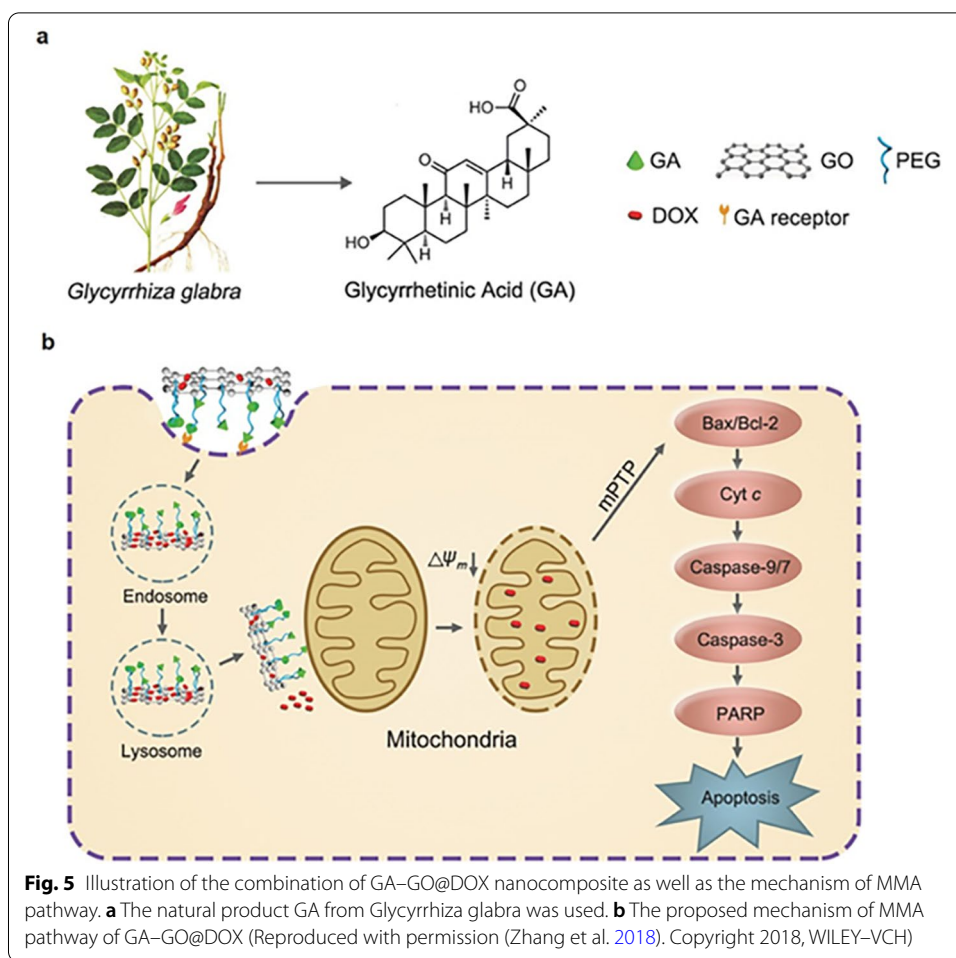 a
O
HO
O
H
H
HO
H
GA
GO
PEG
DOX
GA receptor
Glycyrrhiza glabra
Glycyrrhetinic Acid (GA)
b
Bax/Bcl-2
mPTP
Cyt c
ΔΨm
Caspase-9/7
Endosome
Caspase-3
PARP
Mitochondria
Lysosome
Apoptosis
Fig. 5 Illustration of the combination of GA–GO@DOX nanocomposite as well as the mechanism of MMA
pathway. a The natural product GA from Glycyrrhiza glabra was used. b The proposed mechanism of MMA
pathway of GA–GO@DOX (Reproduced with permission (Zhang et al. 2018). Copyright 2018, WILEY–VCH)